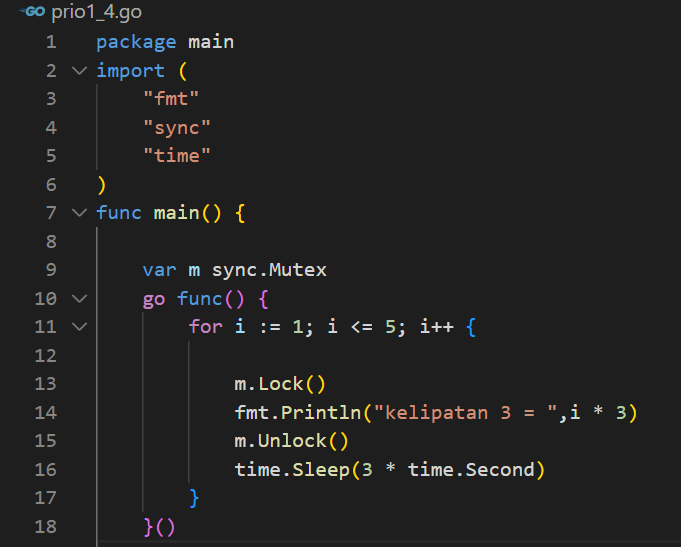 GO prio1_4.go
1 package main
2 import (
3 "fmt"
4 "sync"
5 "time"
6 )
7 func main() {
8
9 var m sync.Mutex
10 go func() {
11 for i := 1; i <= 5; i++ {
12
13 m.Lock()
14 fmt.Println("kelipatan 3 = ",i * 3)
15 m.Unlock()
16 time.Sleep(3 * time.Second)
17 }
18 }()